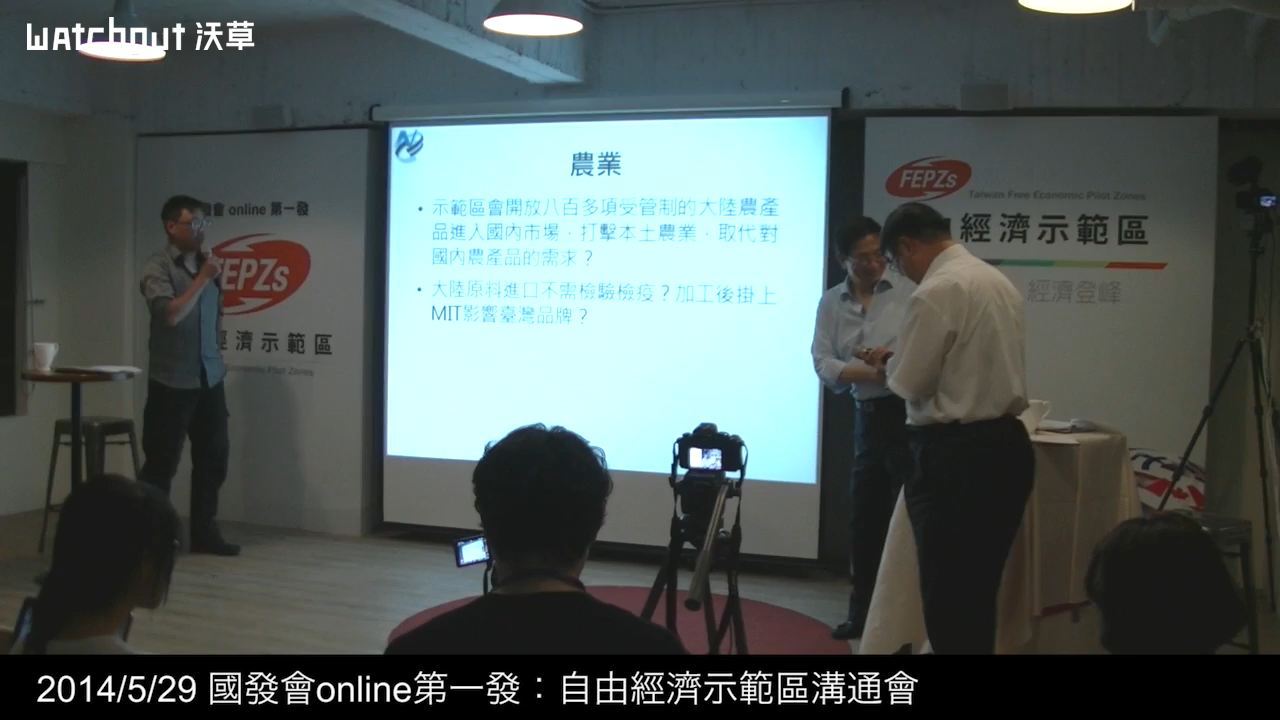 watchout 沃草
農業
• 示範區會開放八百多項受管制的大陸農產
品進入國內市場，打擊本土農業，取代對
國內農產品的需求？
• 大陸原料進口不需檢驗檢疫？加工後掛上
MIT影響臺灣品牌？
會 online 第一發
FEPZs
經濟示範區
Economic Pilot Zones
FEPZs
Taiwan Free Economic Pilot Zones
經濟示範區
經濟登峰
2014/5/29 國發會online第一發：自由經濟示範區溝通會